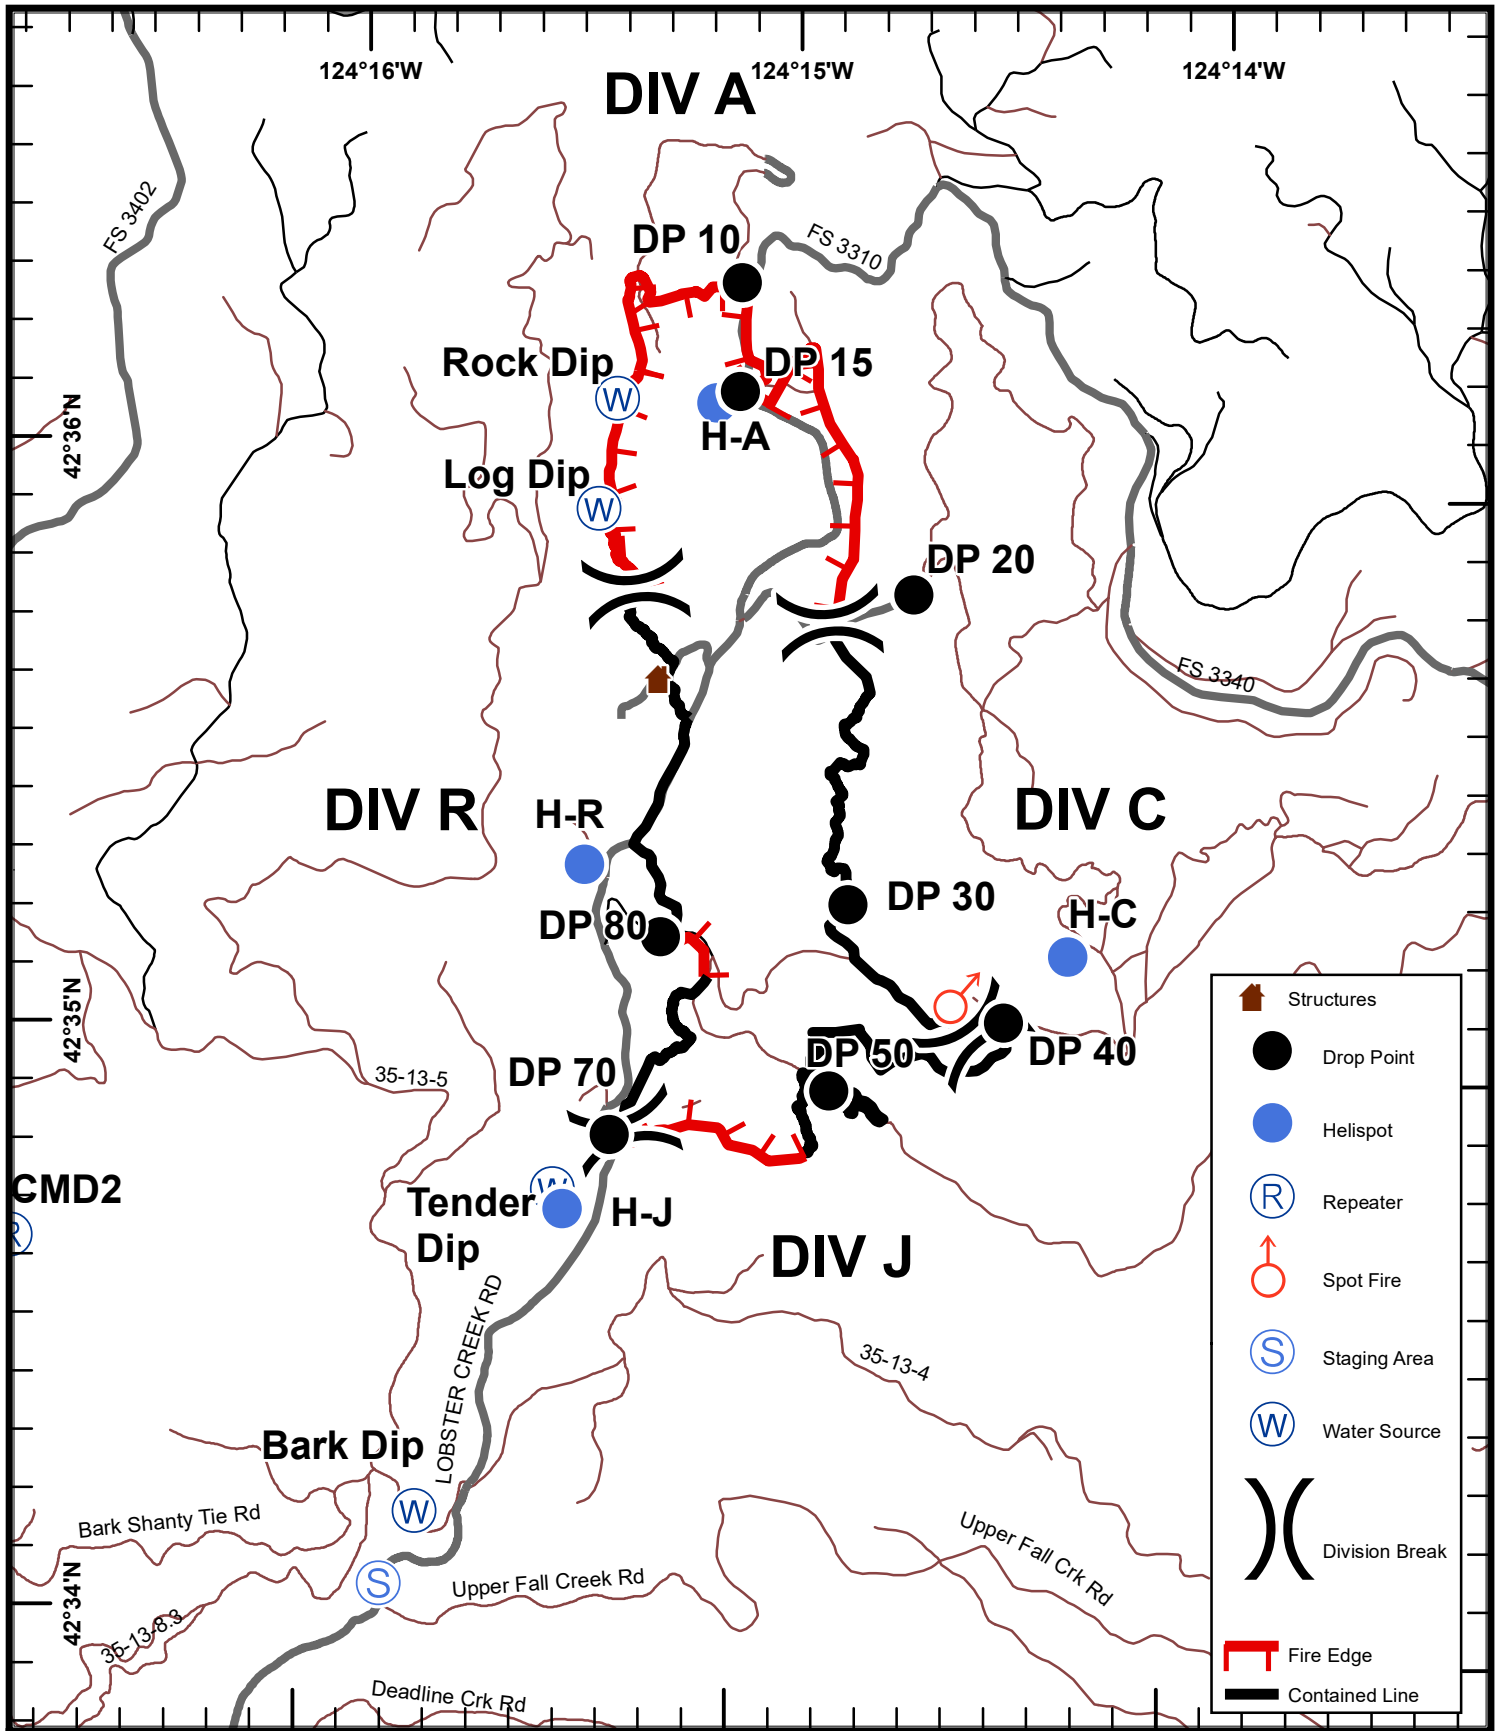 124°16'W
124°15'W
124°14'W
DIV A
FS 3402
DP 10
FS 3310
Rock Dip
W
DP 15
H-A
42°36'N
Log Dip
W
DP 20
FS 3340
DIV R
H-R
DIV C
DP 80
DP 30
H-C
42°35'N
DP 70
DP 50
DP 40
35-13-5
CMD2
R
W
Tender
Dip
H-J
DIV J
LOBSTER CREEK RD
35-13-4
Bark Dip
W
Bark Shanty Tie Rd
S
Upper Fall Creek Rd
Upper Fall Crk Rd
42°34'N
35-13-8.3
Deadline Crk Rd
Structures
Drop Point
Helispot
R
Repeater
Spot Fire
S
Staging Area
W
Water Source
Division Break
Fire Edge
Contained Line